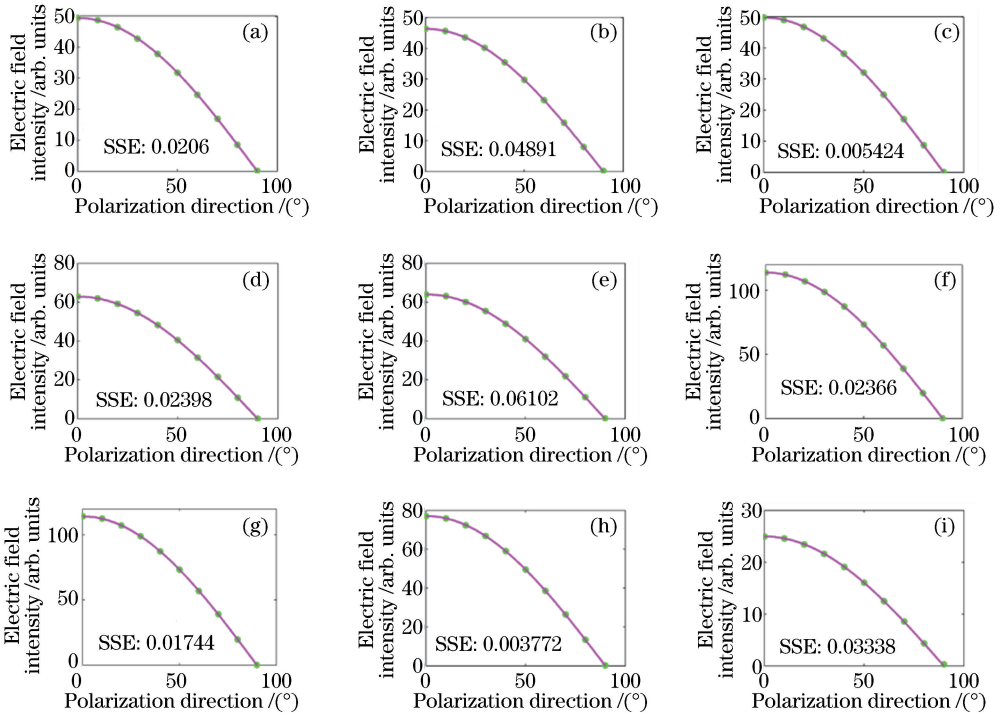 50
40
30
20
10
0
0
50
100
Electric field
intensity /arb. units
Polarization direction /(°)
(a)
SSE: 0.0206
50
40
30
20
10
0
0
50
100
Electric field
intensity /arb. units
Polarization direction /(°)
(b)
SSE: 0.04891
50
40
30
20
10
0
0
50
100
Electric field
intensity /arb. units
Polarization direction /(°)
(c)
SSE: 0.005424
80
60
40
20
0
0
50
100
Electric field
intensity /arb. units
Polarization direction /(°)
(d)
SSE: 0.02398
80
60
40
20
0
0
50
100
Electric field
intensity /arb. units
Polarization direction /(°)
(e)
SSE: 0.06102
100
50
0
0
50
100
Electric field
intensity /arb. units
Polarization direction /(°)
(f)
SSE: 0.02366
100
50
0
0
50
100
Electric field
intensity /arb. units
Polarization direction /(°)
(g)
SSE: 0.01744
80
60
40
20
0
0
50
100
Electric field
intensity /arb. units
Polarization direction /(°)
(h)
SSE: 0.003772
30
20
10
0
0
50
100
Electric field
intensity /arb. units
Polarization direction /(°)
(i)
SSE: 0.03338